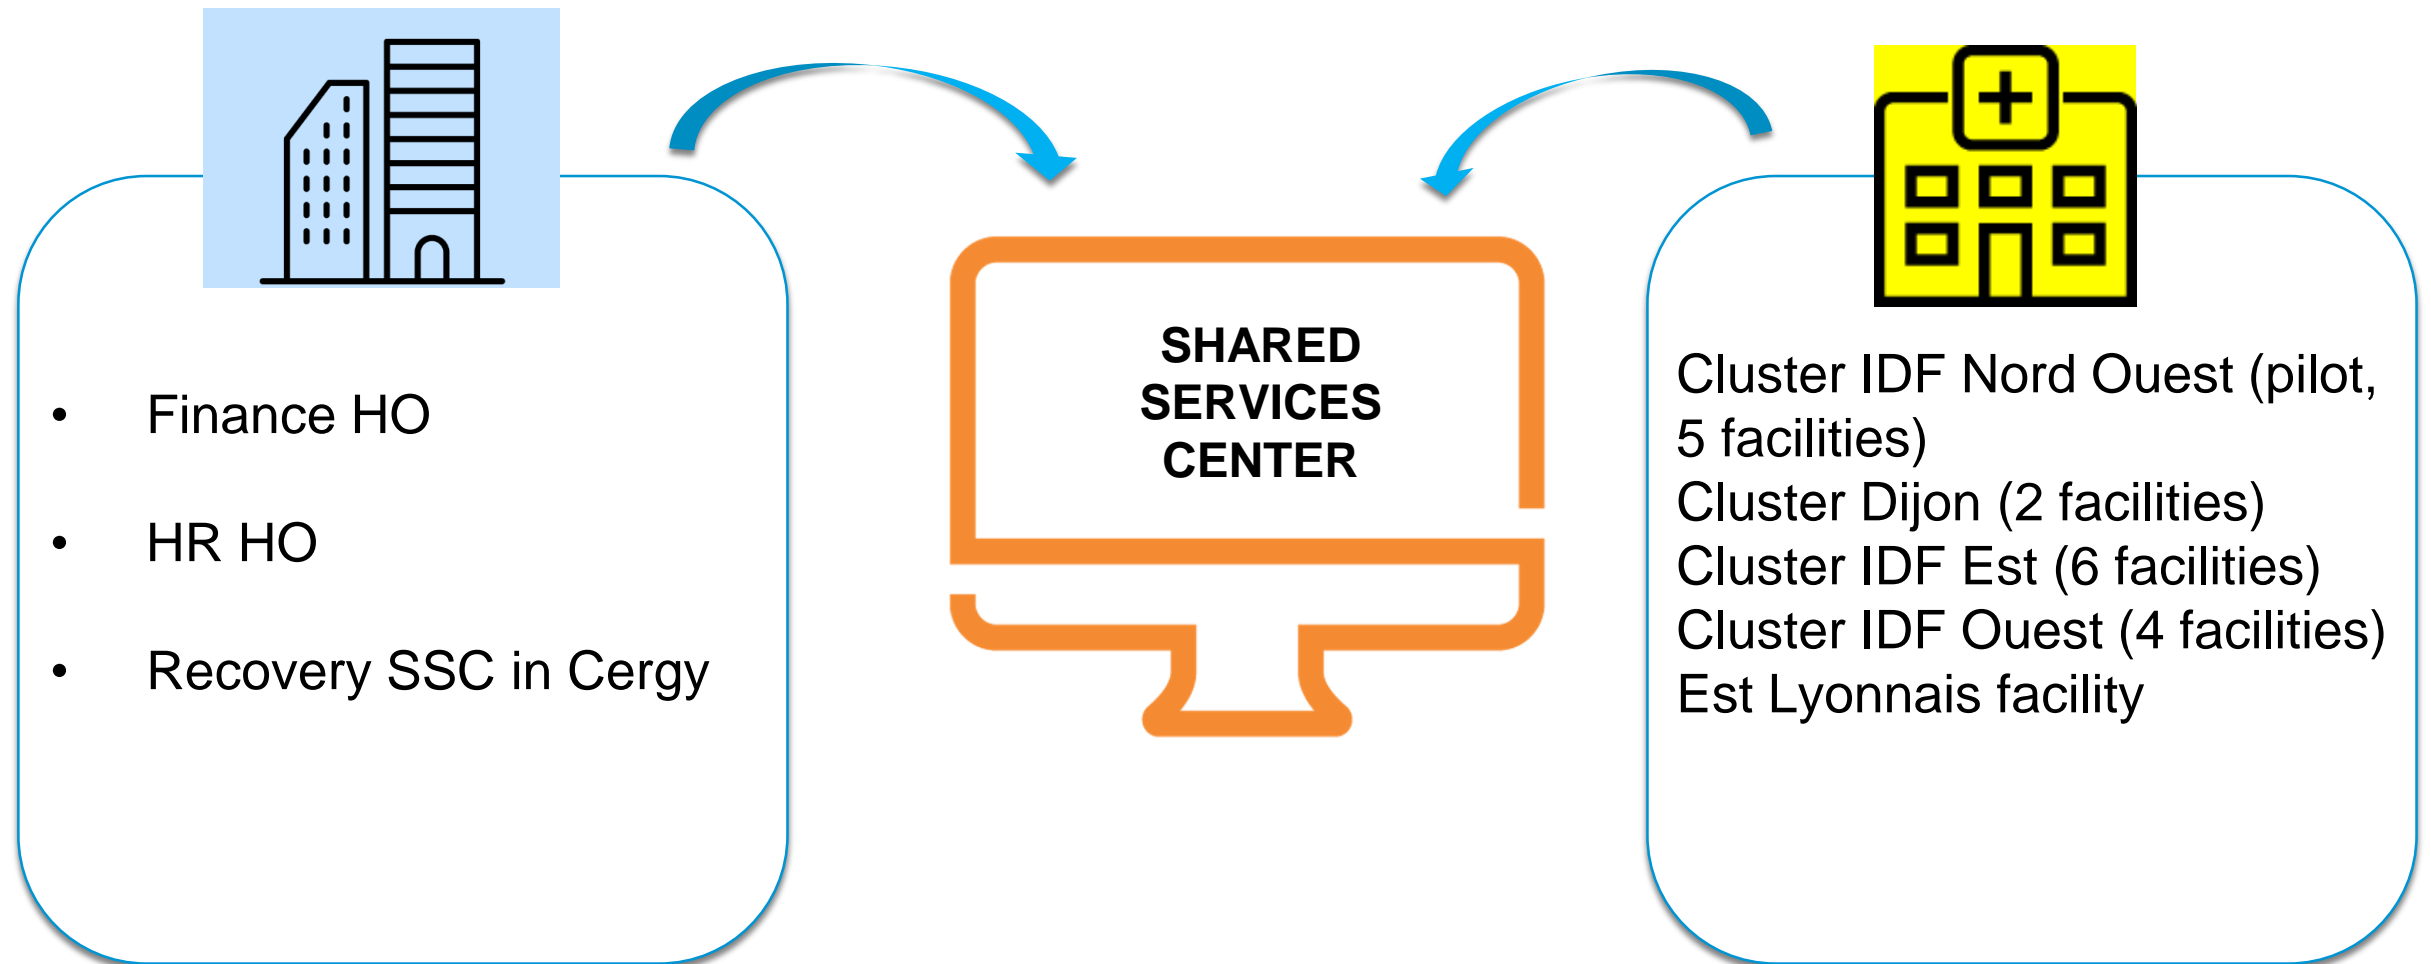 • Finance HO
• HR HO
• Recovery SSC in Cergy
SHARED
SERVICES
CENTER
Cluster IDF Nord Ouest (pilot,
5 facilities)
Cluster Dijon (2 facilities)
Cluster IDF Est (6 facilities)
Cluster IDF Ouest (4 facilities)
Est Lyonnais facility